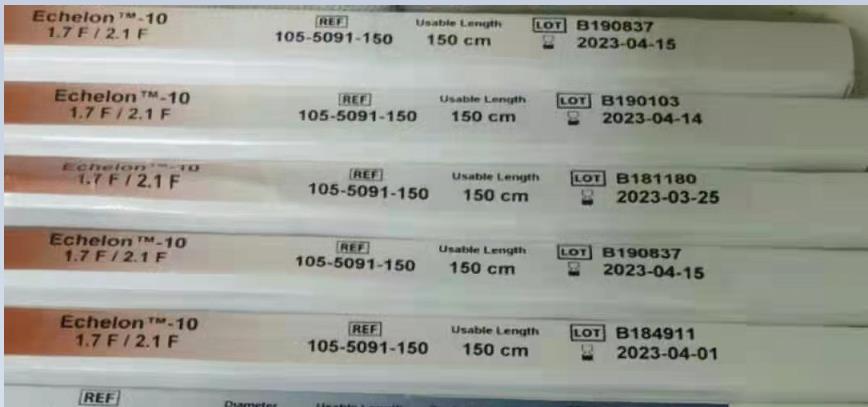 Echelon™-10 REF Usable Length LOT B190837
1.7 F / 2.1 F 105-5091-150 150 cm 2023-04-15
Echelon™-10 REF Usable Length LOT B190103
1.7 F / 2.1 F 105-5091-150 150 cm 2023-04-14
Echelon™-10 REF Usable Length LOT B181180
1.7 F / 2.1 F 105-5091-150 150 cm 2023-03-25
Echelon™-10 REF Usable Length LOT B190837
1.7 F / 2.1 F 105-5091-150 150 cm 2023-04-15
Echelon™-10 REF Usable Length LOT B184911
1.7 F / 2.1 F 105-5091-150 150 cm 2023-04-01
REF Diameter